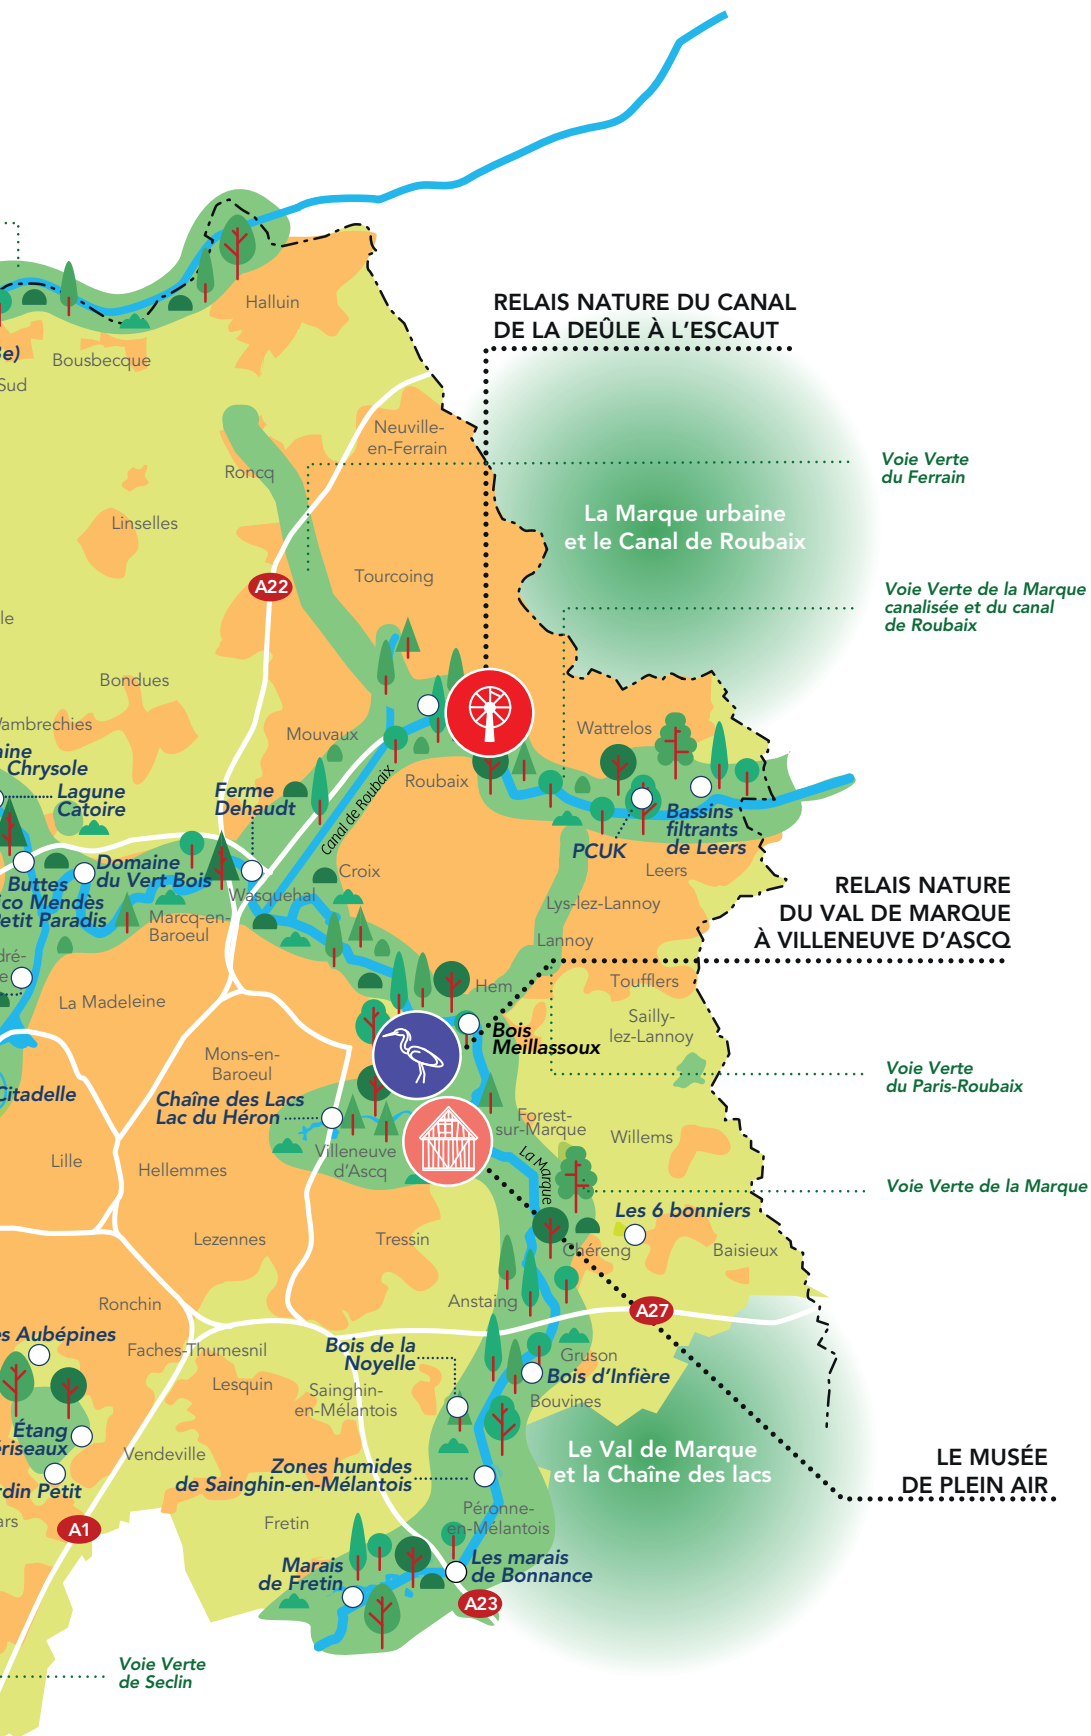 RELAIS NATURE DU CANAL
DE LA DEÛLE À L'ESCAUT
Halluin
Bousbecque
Sud
Neuville-
en-Ferrain
Roncq
Voie Verte
du Ferrain
Linselles
La Marque urbaine
et le Canal de Roubaix
Tourcoing
A22
Voie Verte de la Marque
canalisée et du canal
de Roubaix
Bondues
Wambrechies
Mouvaux
Wattrelos
Roubaix
Canal de Roubaix
Chrysole
Lagune
Catoire
Ferme
Dehaudt
Bassins
filtrants
de Leers
PCUK
Leers
Domaine
du Vert Bois
Buttes
Petit Paradis
Croix
Wasquehal
Marcq-en-
Baroeul
Lys-lez-Lannoy
Lannoy
RELAIS NATURE
DU VAL DE MARQUE
À VILLENEUVE D'ASCQ
Hem
Toufflers
La Madeleine
Sailly-
lez-Lannoy
Bois
Meillassoux
Mons-en-
Baroeul
Citadelle
Chaîne des Lacs
Lac du Héron
Voie Verte
du Paris-Roubaix
Forest-
sur-Marque
Willems
Villeneuve
d'Ascq
La Marque
Lille
Hellemmes
Voie Verte de la Marque
Les 6 bonniers
Lezennes
Tressin
Chéreng
Baisieux
Ronchin
Anstaing
A27
es Aubépines
Faches-Thumesnil
Bois de la
Noyelle
Gruson
Bois d'Infière
Lesquin
Sainghin-
en-Mélantois
Bouvines
Étang
Vendeville
Zones humides
de Sainghin-en-Mélantois
Le Val de Marque
et la Chaîne des lacs
LE MUSÉE
DE PLEIN AIR
Petit
A1
Fretin
Péronne-
en-Mélantois
Marais
de Fretin
Les marais
de Bonnance
A23
Voie Verte
de Seclin